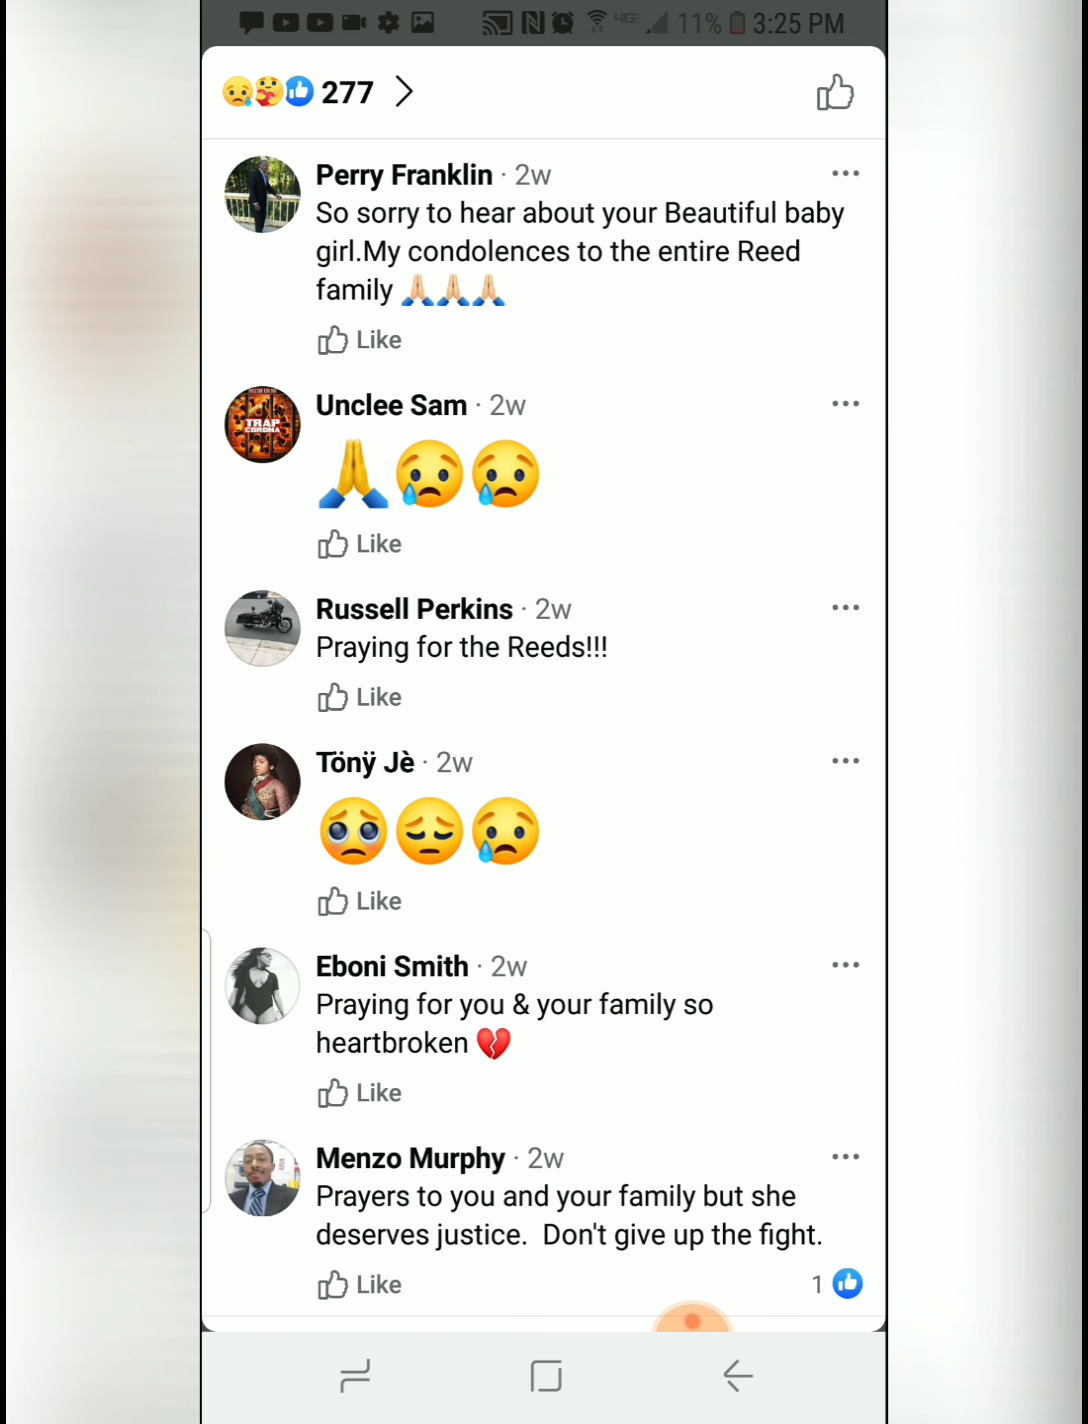 4GE 11% 3:25 PM
277
Perry Franklin · 2w
So sorry to hear about your Beautiful baby
girl.My condolences to the entire Reed
family 🙏🏼🙏🏼🙏🏼
Like
Unclee Sam · 2w
TRAP
CORONA
🙏😢😢
Like
Russell Perkins · 2w
Praying for the Reeds!!!
Like
Tönÿ Jè · 2w
🥺😔😢
Like
Eboni Smith · 2w
Praying for you & your family so
heartbroken 💔
Like
Menzo Murphy · 2w
Prayers to you and your family but she
deserves justice.  Don't give up the fight.
Like
1